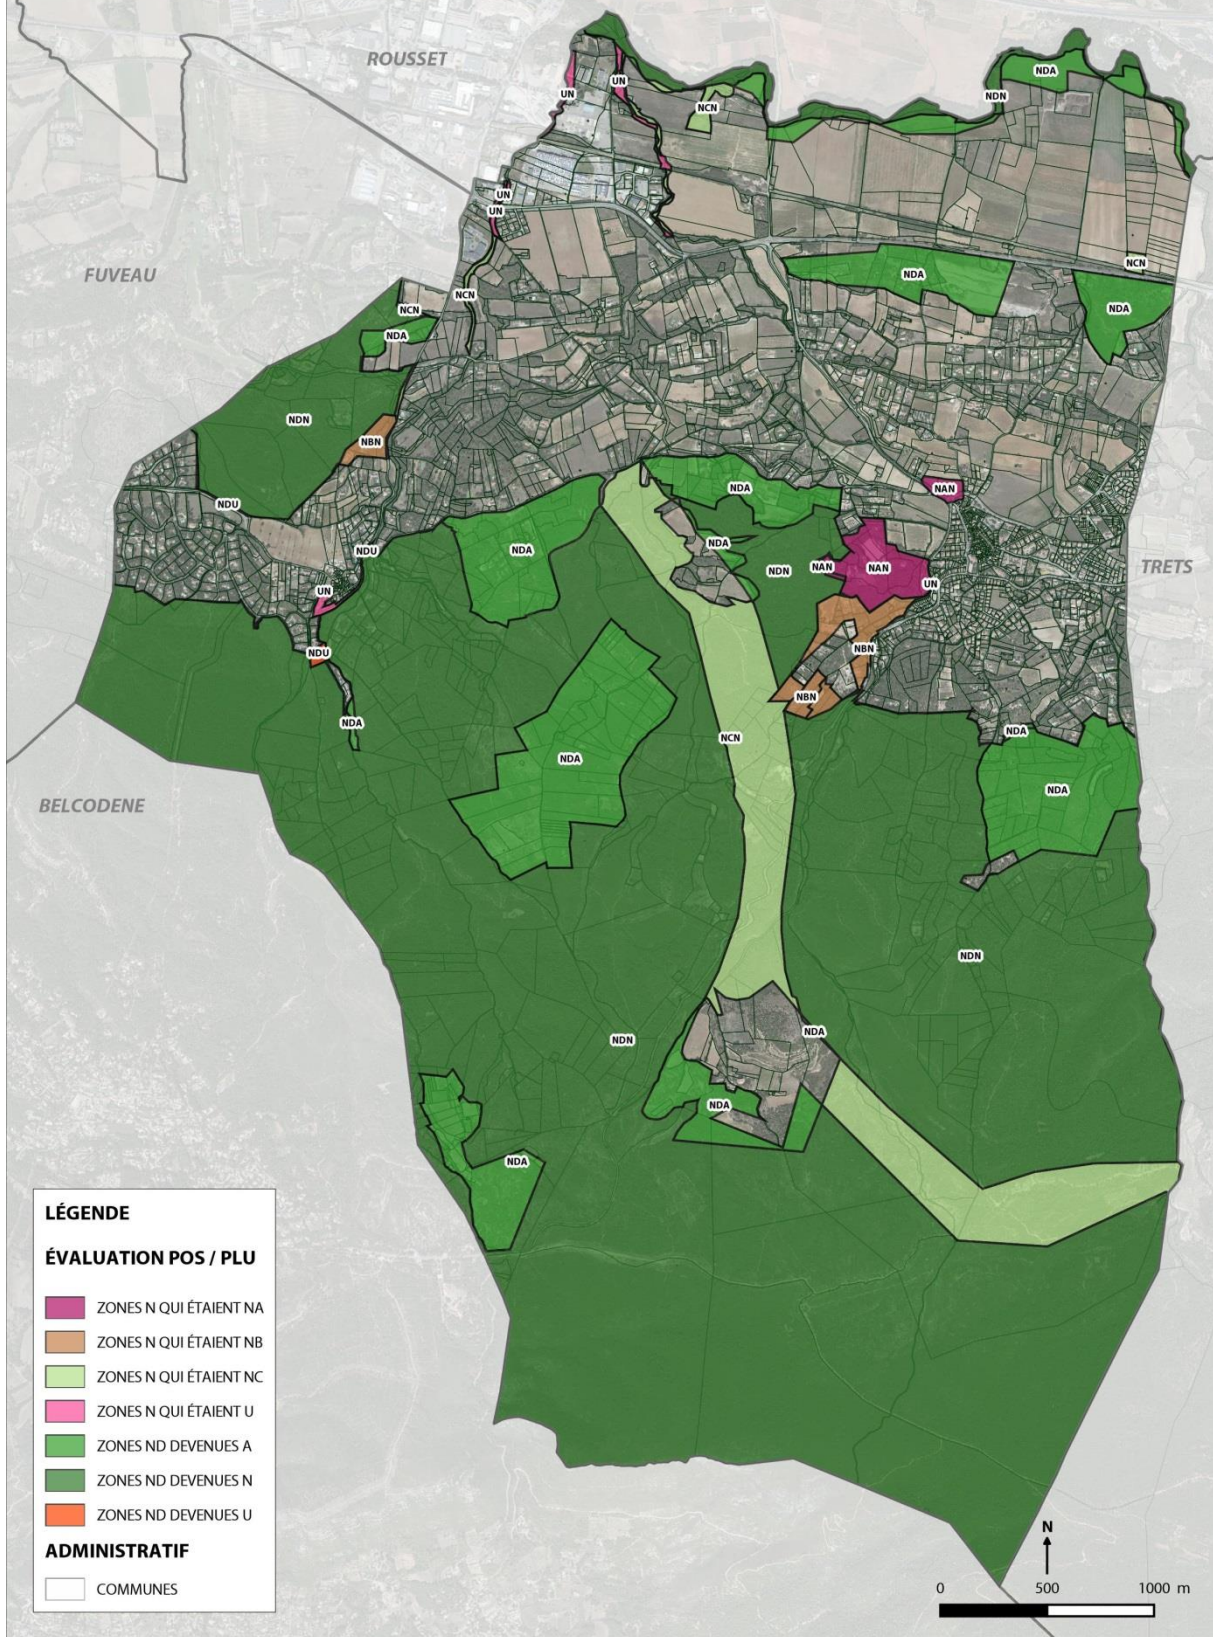 ROUSSET
NDA
UN
UN
NDN
NCN
UN
UN
NCN
FUVEAU
NDA
NCN
NCN
NDA
NDA
NDN
NBN
NDA
NAN
NDU
NDA
NDU
NDA
NDN
NAN
NAN
TRETS
UN
UN
NBN
NDU
NBN
NDA
NDA
NCN
NDA
NDA
BELCODENE
NDN
NDN
NDA
NDA
NDA
LÉGENDE
ÉVALUATION POS / PLU
ZONES N QUI ÉTAIENT NA
ZONES N QUI ÉTAIENT NB
ZONES N QUI ÉTAIENT NC
ZONES N QUI ÉTAIENT U
ZONES ND DEVENUES A
ZONES ND DEVENUES N
ZONES ND DEVENUES U
ADMINISTRATIF
COMMUNES
N
0 500 1000 m